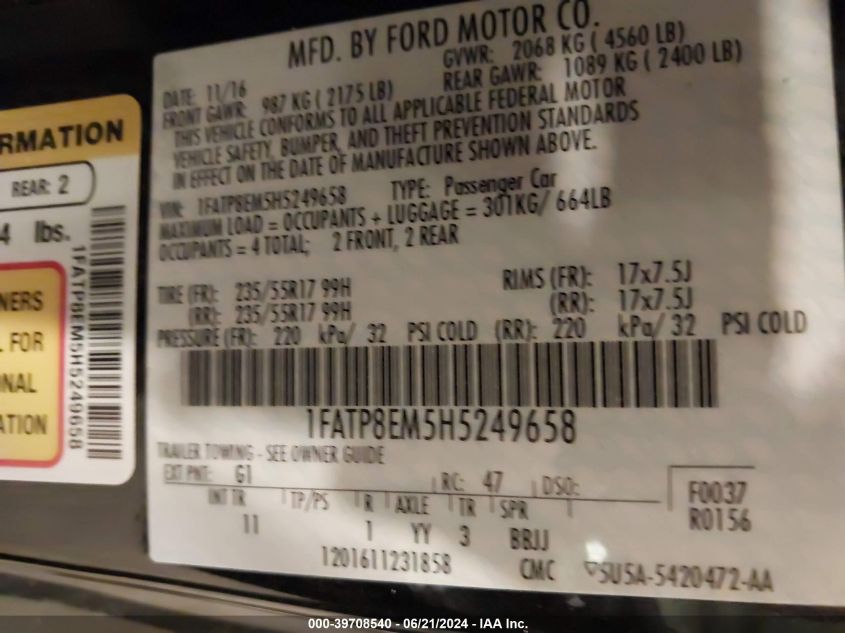 MFD. BY FORD MOTOR CO.
DATE: 11/16
GVWR: 2068 KG ( 4560 LB)
FRONT GAWR: 987 KG ( 2175 LB)
REAR GAWR: 1089 KG ( 2400 LB)
THIS VEHICLE CONFORMS TO ALL APPLICABLE FEDERAL MOTOR
VEHICLE SAFETY, BUMPER, AND THEFT PREVENTION STANDARDS
IN EFFECT ON THE DATE OF MANUFACTURE SHOWN ABOVE.
VIN: 1FATP8EM5H5249658 TYPE: Passenger Car
MAXIMUM LOAD = OCCUPANTS + LUGGAGE = 301KG/ 664LB
OCCUPANTS = 4 TOTAL; 2 FRONT, 2 REAR
TIRE (FR): 235/55R17 99H RIMS (FR): 17x7.5J
(RR): 235/55R17 99H (RR): 17x7.5J
PRESSURE (FR): 220 kPa/ 32 PSI COLD (RR): 220 kPa/ 32 PSI COLD
1FATP8EM5H5249658
TRAILER TOWING - SEE OWNER GUIDE
EXT PNT: G1 RC: 47 DSO:
INT TR TP/PS R AXLE TR SPR
11 1 YY 3 BBJJ
F0037
R0156
1201611231858 CMC 5U5A-5420472-AA
RMATION
REAR: 2
4 lbs.
NERS
L FOR
ONAL
ATION
1FATP8EM5H5249658
000-39708540 - 06/21/2024 - IAA Inc.